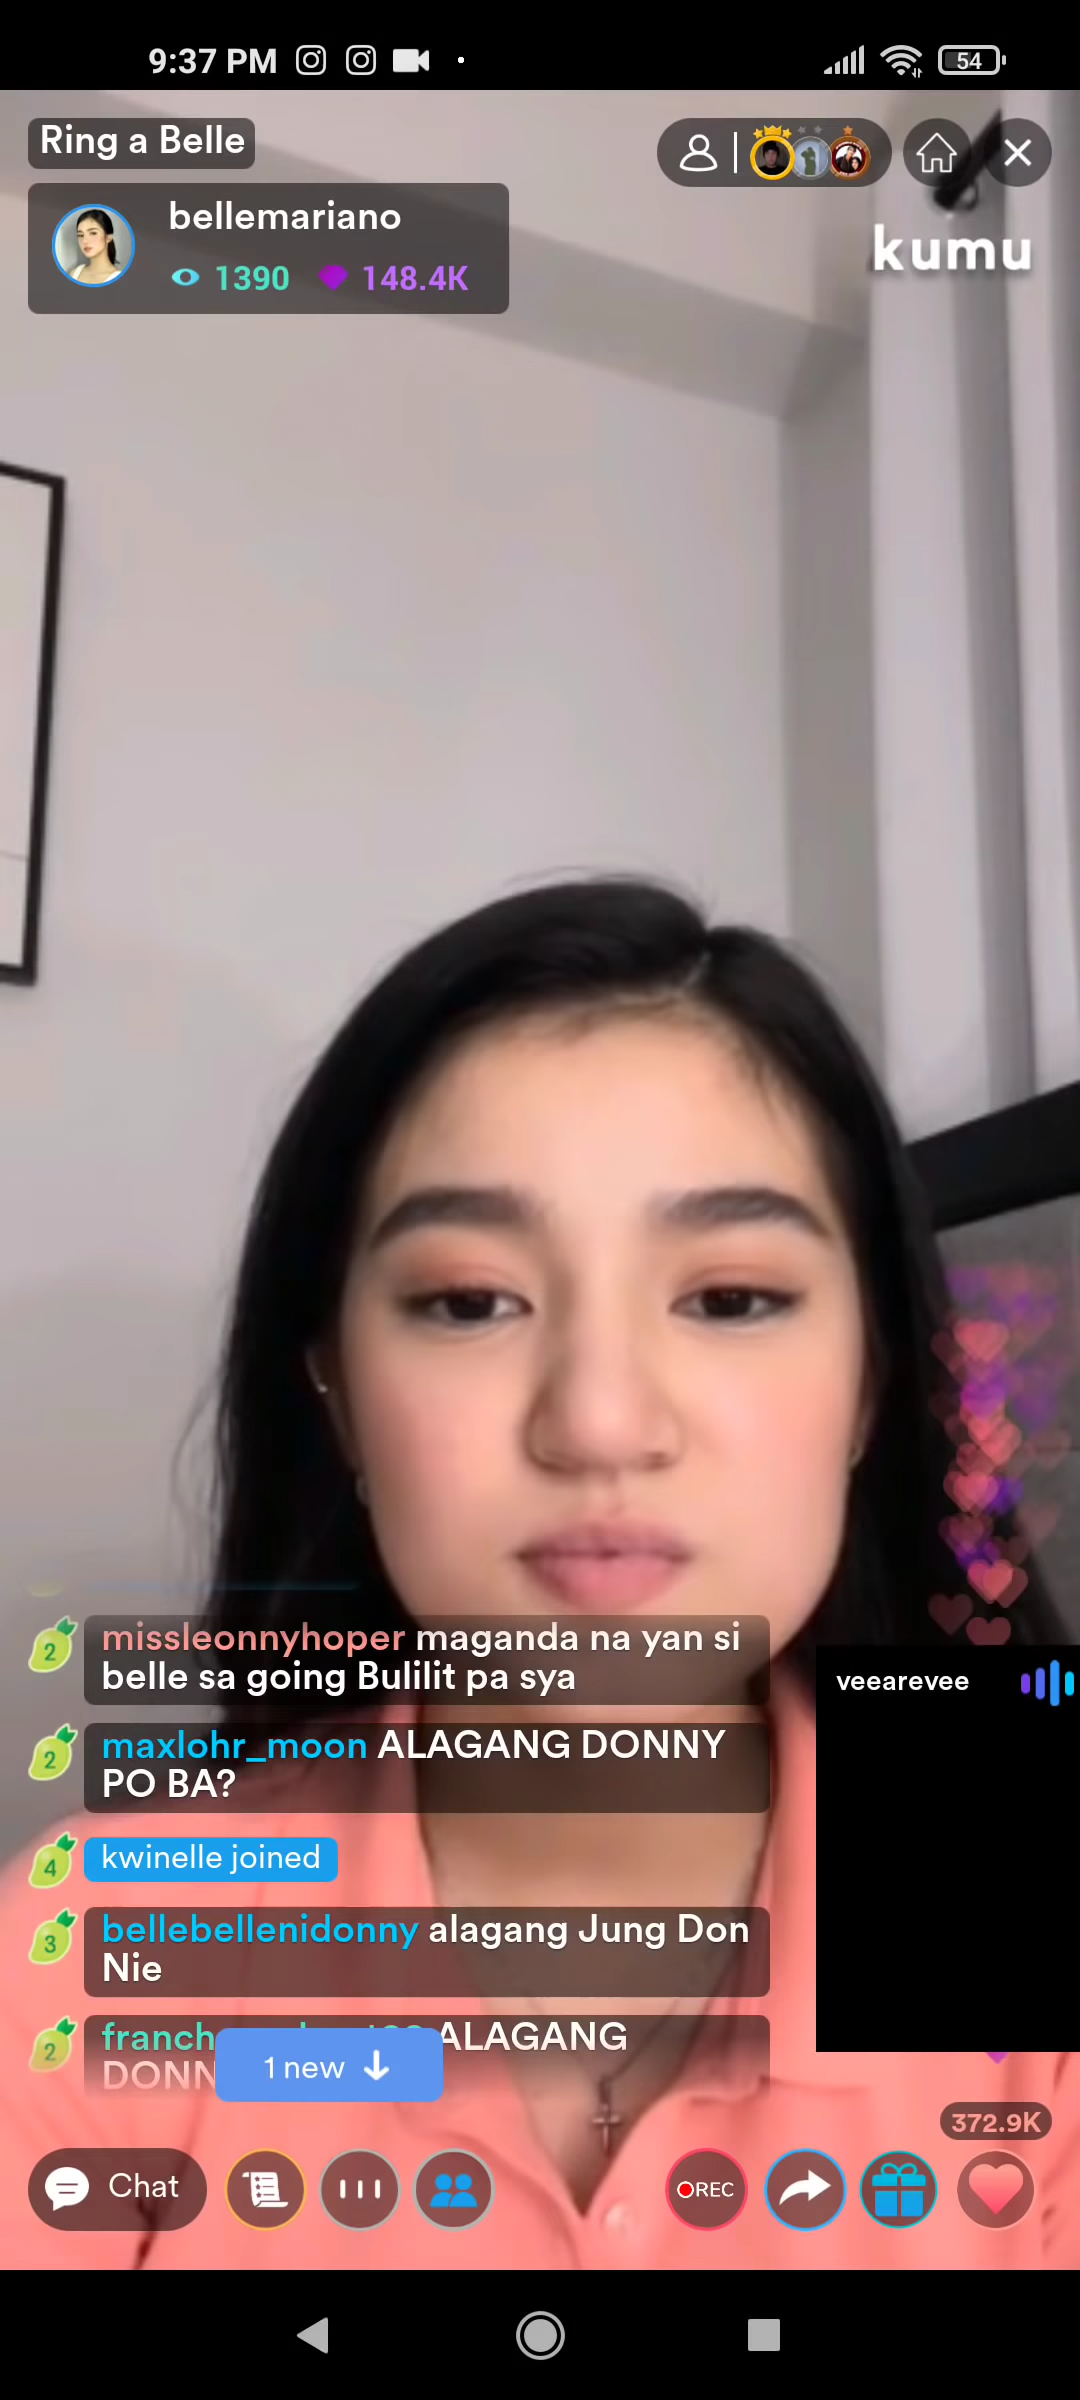 9:37 PM
54
Ring a Belle
bellemariano
1390 148.4K
kumu
2 missleonnyhoper maganda na yan si
belle sa going Bulilit pa sya
veearevee
2 maxlohr_moon ALAGANG DONNY
PO BA?
4 kwinelle joined
3 bellebellenidonny alagang Jung Don
Nie
2 ALAGANG
1 new
372.9K
Chat
REC